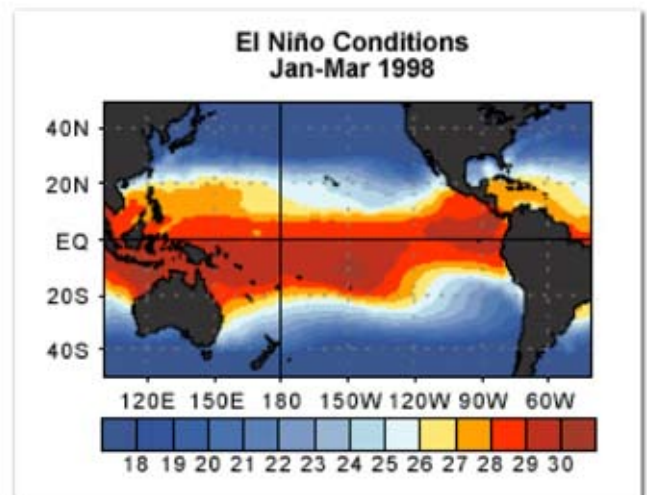 El Niño Conditions
Jan-Mar 1998
40N
20N
EQ
20S
40S
120E 150E 180 150W 120W 90W 60W
18 19 20 21 22 23 24 25 26 27 28 29 30